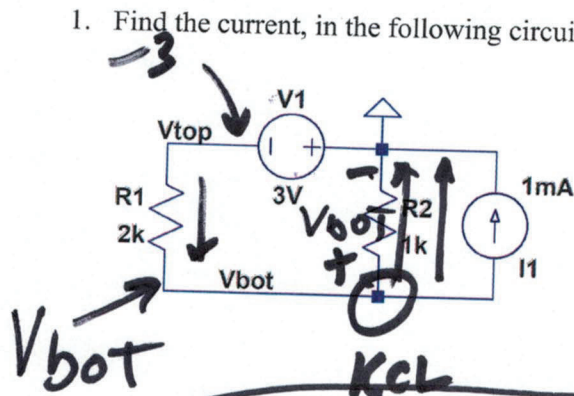 1. Find the current, in the following circui
-3
V1
Vtop
- +
R1
2k
3V
-
Vbot
+
R2
1k
1mA
I1
Vbot
Vbot
KCL